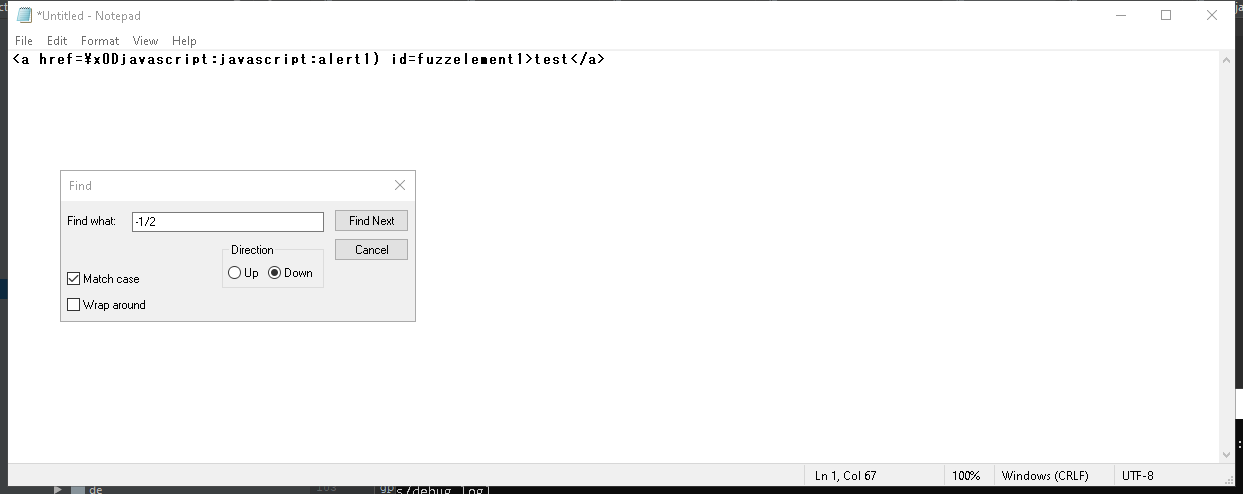 *Untitled - Notepad
File Edit Format View Help
<a href=¥x0Djavascript:javascript:alert1) id=fuzzelement1>test</a>
Find
Find what: -1/2 Find Next
Direction Cancel
Up Down
Match case
Wrap around
Ln 1, Col 67 100% Windows (CRLF) UTF-8
de